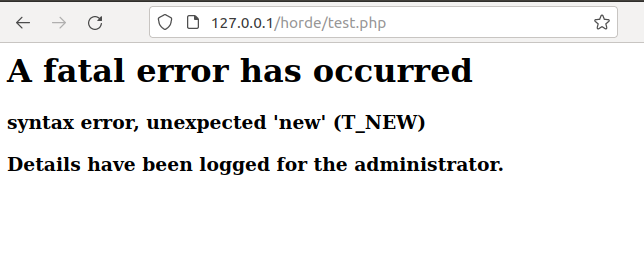 127.0.0.1/horde/test.php
A fatal error has occurred
syntax error, unexpected 'new' (T_NEW)
Details have been logged for the administrator.